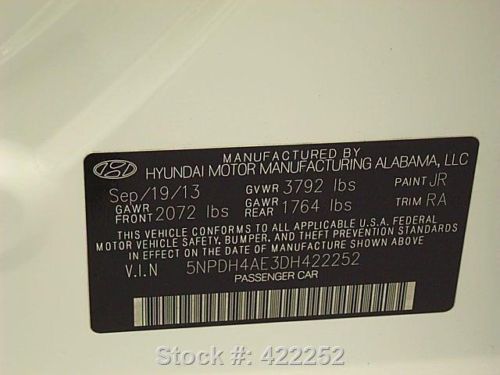 MANUFACTURED BY
HYUNDAI MOTOR MANUFACTURING ALABAMA, LLC
Sep/19/13 GVWR 3792 lbs PAINT JR
GAWR FRONT 2072 lbs GAWR REAR 1764 lbs TRIM RA
THIS VEHICLE CONFORMS TO ALL APPLICABLE U.S.A. FEDERAL
MOTOR VEHICLE SAFETY, BUMPER, AND THEFT PREVENTION STANDARDS
IN EFFECT ON THE DATE OF MANUFACTURE SHOWN ABOVE.
V.I.N 5NPDH4AE3DH422252
PASSENGER CAR
Stock #: 422252